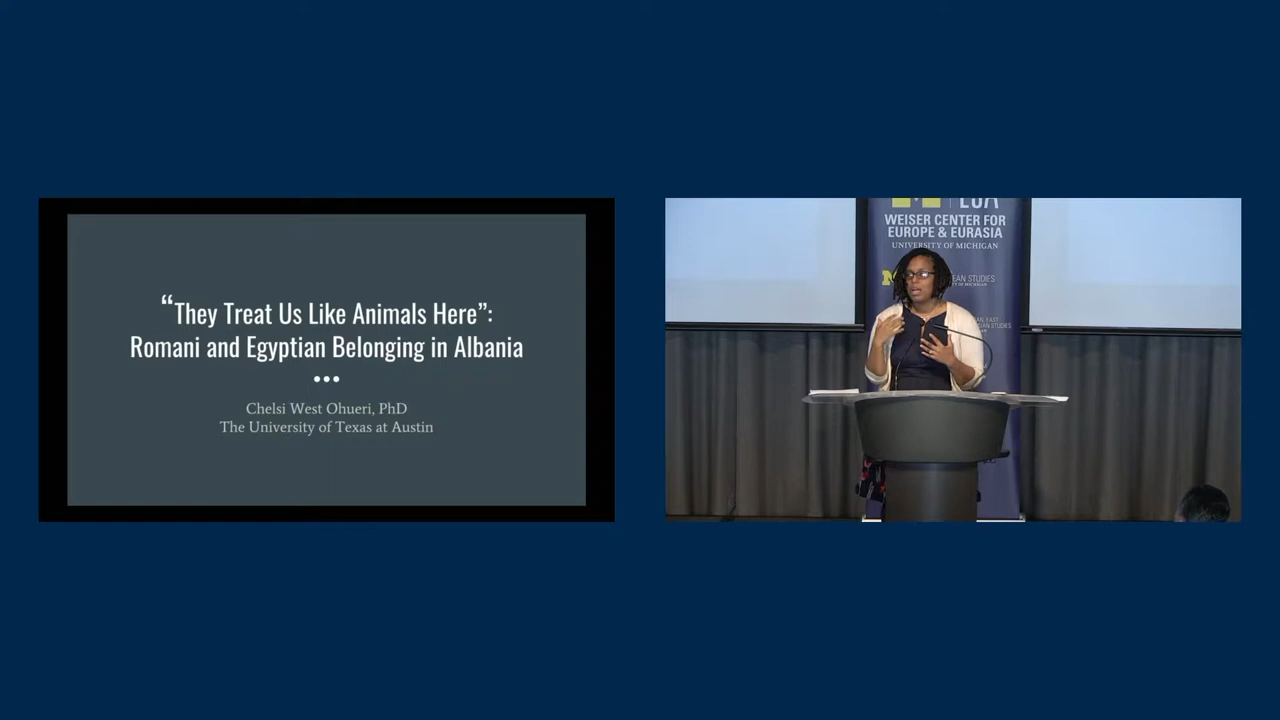 “They Treat Us Like Animals Here”:
Romani and Egyptian Belonging in Albania
Chelsi West Ohueri, PhD
The University of Texas at Austin
WEISER CENTER FOR
EUROPE & EURASIA
UNIVERSITY OF MICHIGAN